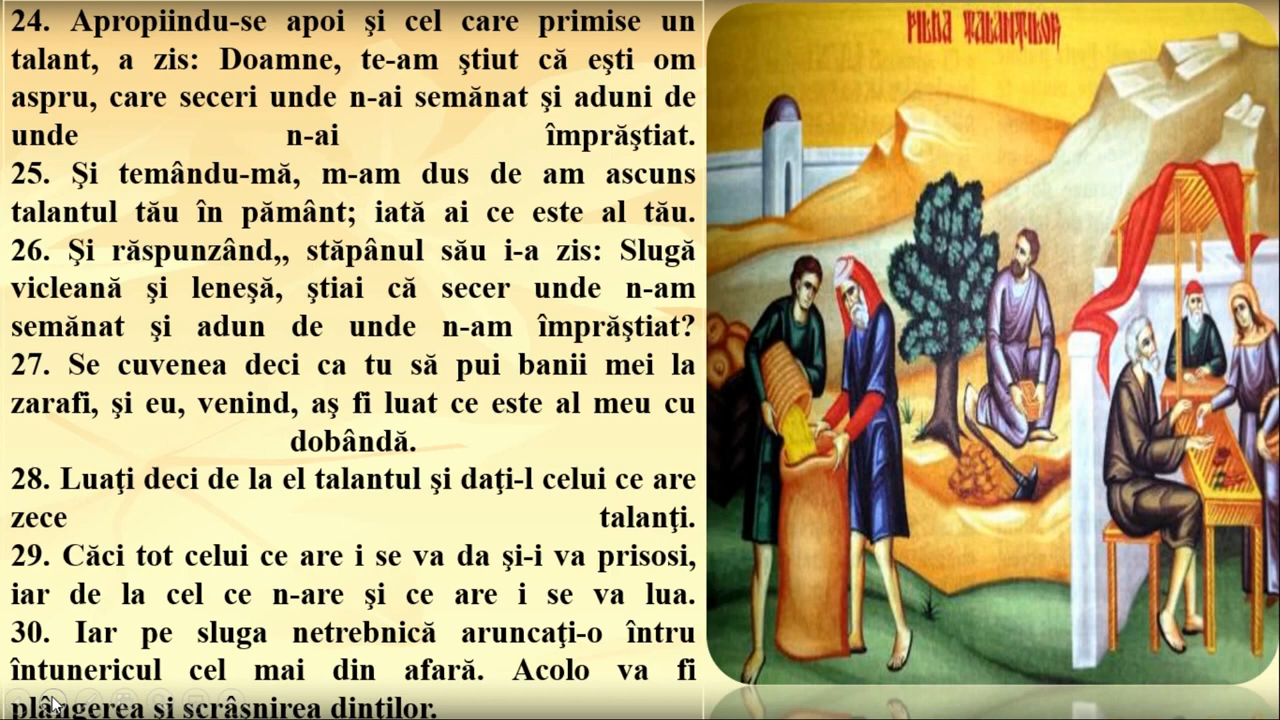 24. Apropiindu-se apoi şi cel care primise un
talant, a zis: Doamne, te-am ştiut că eşti om
aspru, care seceri unde n-ai semănat şi aduni de
unde n-ai împrăştiat.
25. Şi temându-mă, m-am dus de am ascuns
talantul tău în pământ; iată ai ce este al tău.
26. Şi răspunzând,, stăpânul său i-a zis: Slugă
vicleană şi leneşă, ştiai că secer unde n-am
semănat şi adun de unde n-am împrăştiat?
27. Se cuvenea deci ca tu să pui banii mei la
zarafi, şi eu, venind, aş fi luat ce este al meu cu
dobândă.
28. Luaţi deci de la el talantul şi daţi-l celui ce are
zece talanţi.
29. Căci tot celui ce are i se va da şi-i va prisosi,
iar de la cel ce n-are şi ce are i se va lua.
30. Iar pe sluga netrebnică aruncaţi-o întru
întunericul cel mai din afară. Acolo va fi
plângerea şi scrâşnirea dinţilor.
PILDA TALANŢILOR